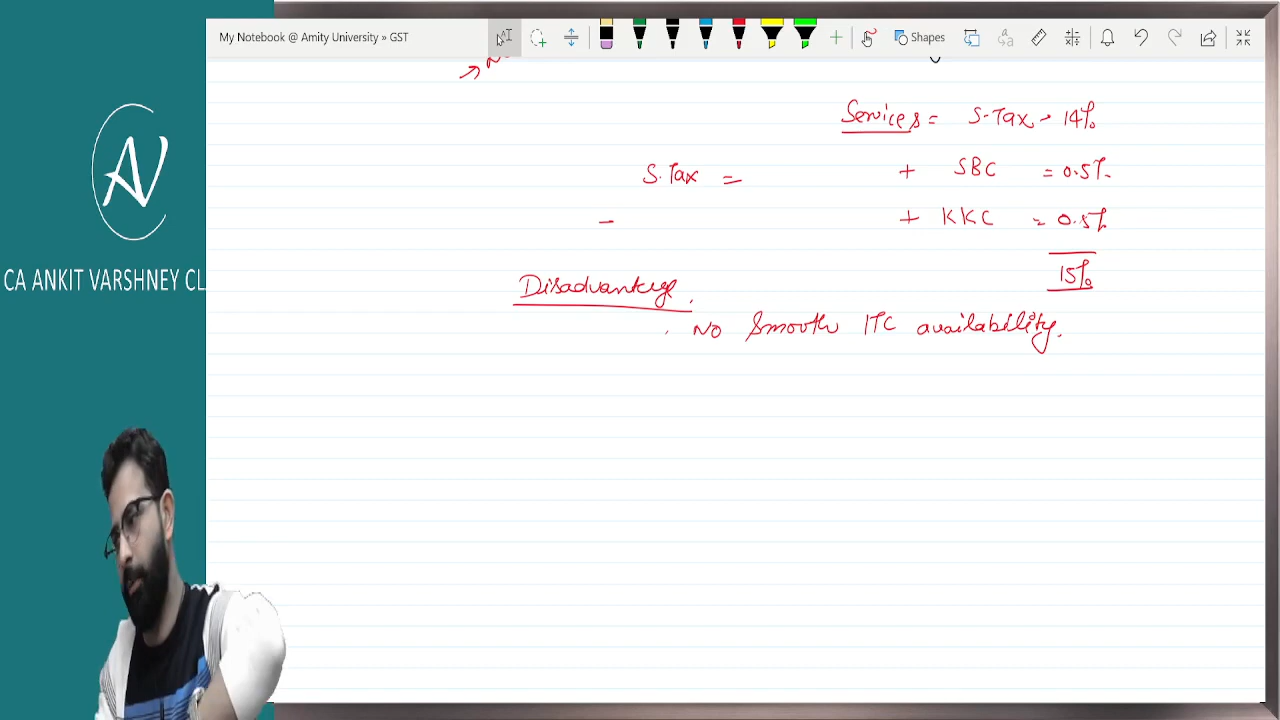 My Notebook @ Amity University » GST
Shapes
Services = S.Tax - 14%
S.Tax = + SBC = 0.5%
- + KKC = 0.5%
15%
Disadvantage
No Smooth ITC availability.
AV
CA ANKIT VARSHNEY CL